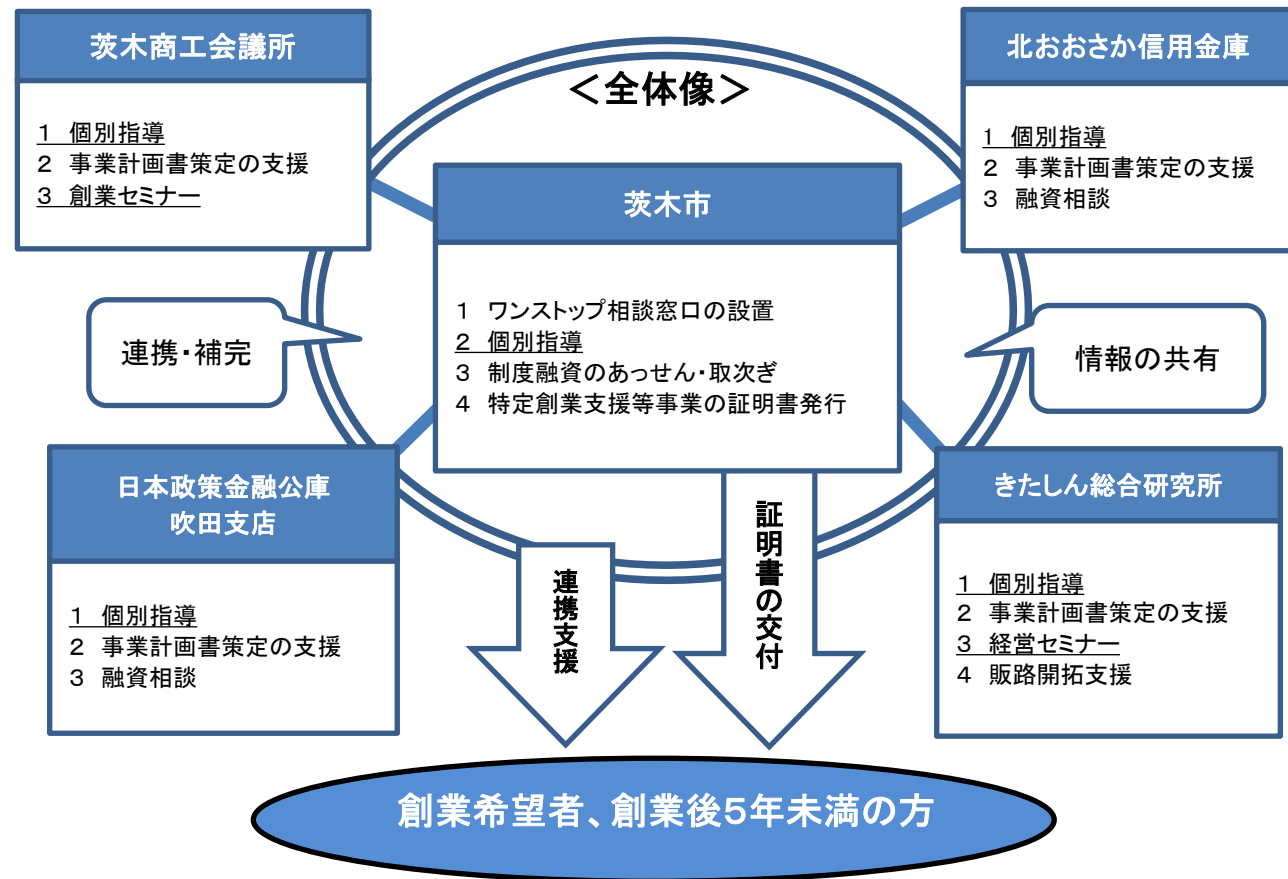 ＜全体像＞
茨木商工会議所
1 個別指導
2 事業計画書策定の支援
3 創業セミナー
北おおさか信用金庫
1 個別指導
2 事業計画書策定の支援
3 融資相談
茨木市
1 ワンストップ相談窓口の設置
2 個別指導
3 制度融資のあっせん・取次ぎ
4 特定創業支援等事業の証明書発行
連携・補完
情報の共有
日本政策金融公庫
吹田支店
1 個別指導
2 事業計画書策定の支援
3 融資相談
きたしん総合研究所
1 個別指導
2 事業計画書策定の支援
3 経営セミナー
4 販路開拓支援
連携支援
証明書の交付
創業希望者、創業後5年未満の方